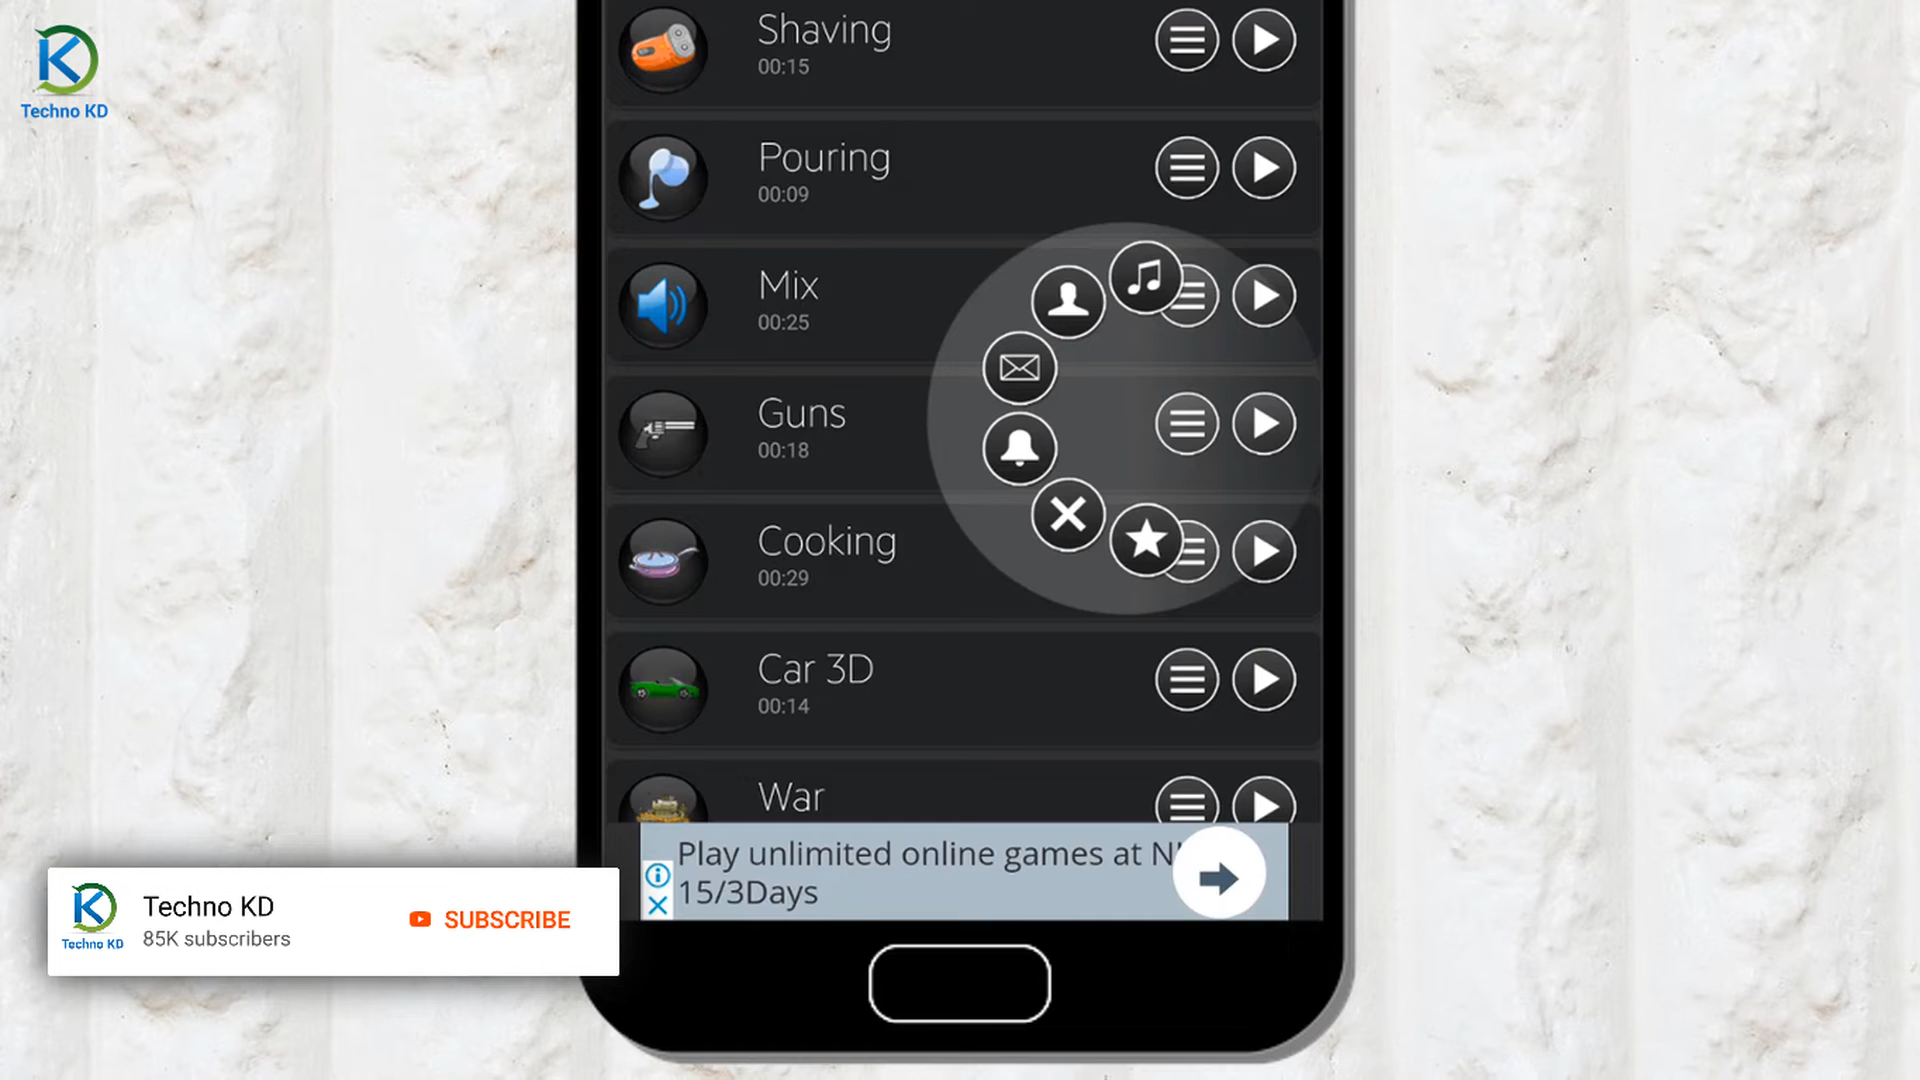 Techno KD
Shaving
00:15
Pouring
00:09
Mix
00:25
Guns
00:18
Cooking
00:29
Car 3D
00:14
War
Play unlimited online games at
15/3Days
Techno KD
Techno KD
85K subscribers
SUBSCRIBE